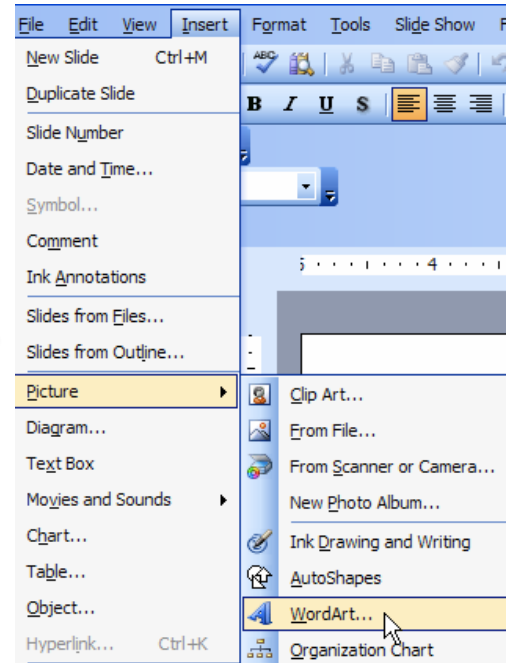 File Edit View Insert Format Tools Slide Show
New Slide Ctrl+M
Duplicate Slide
Slide Number
Date and Time...
Symbol...
Comment
Ink Annotations
Slides from Files...
Slides from Outline...
Picture
Diagram...
Text Box
Movies and Sounds
Chart...
Table...
Object...
Hyperlink... Ctrl+K
ABC
B I U S
5 4
Clip Art...
From File...
From Scanner or Camera...
New Photo Album...
Ink Drawing and Writing
AutoShapes
WordArt...
Organization Chart